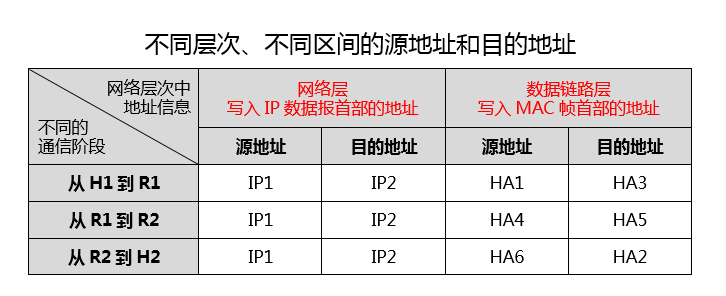 不同层次、不同区间的源地址和目的地址
网络层次中
地址信息
不同的
通信阶段
网络层
写入 IP 数据报首部的地址
数据链路层
写入 MAC 帧首部的地址
源地址 目的地址 源地址 目的地址
从 H1 到 R1 IP1 IP2 HA1 HA3
从 R1 到 R2 IP1 IP2 HA4 HA5
从 R2 到 H2 IP1 IP2 HA6 HA2